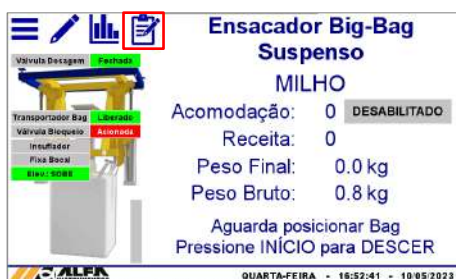 Ensacador Big-Bag
Suspenso
MILHO
Válvula Dosagem Fechada
Transportador Bag Liberado
Válvula Bloqueio Acionada
Insuflador
Fixa Bocal
Elev.: SOBE
Acomodação: 0 DESABILITADO
Receita: 0
Peso Final: 0.0 kg
Peso Bruto: 0.8 kg
Aguarda posicionar Bag
Pressione INÍCIO para DESCER
ALFA
QUARTA-FEIRA - 16:52:41 - 10/05/2023